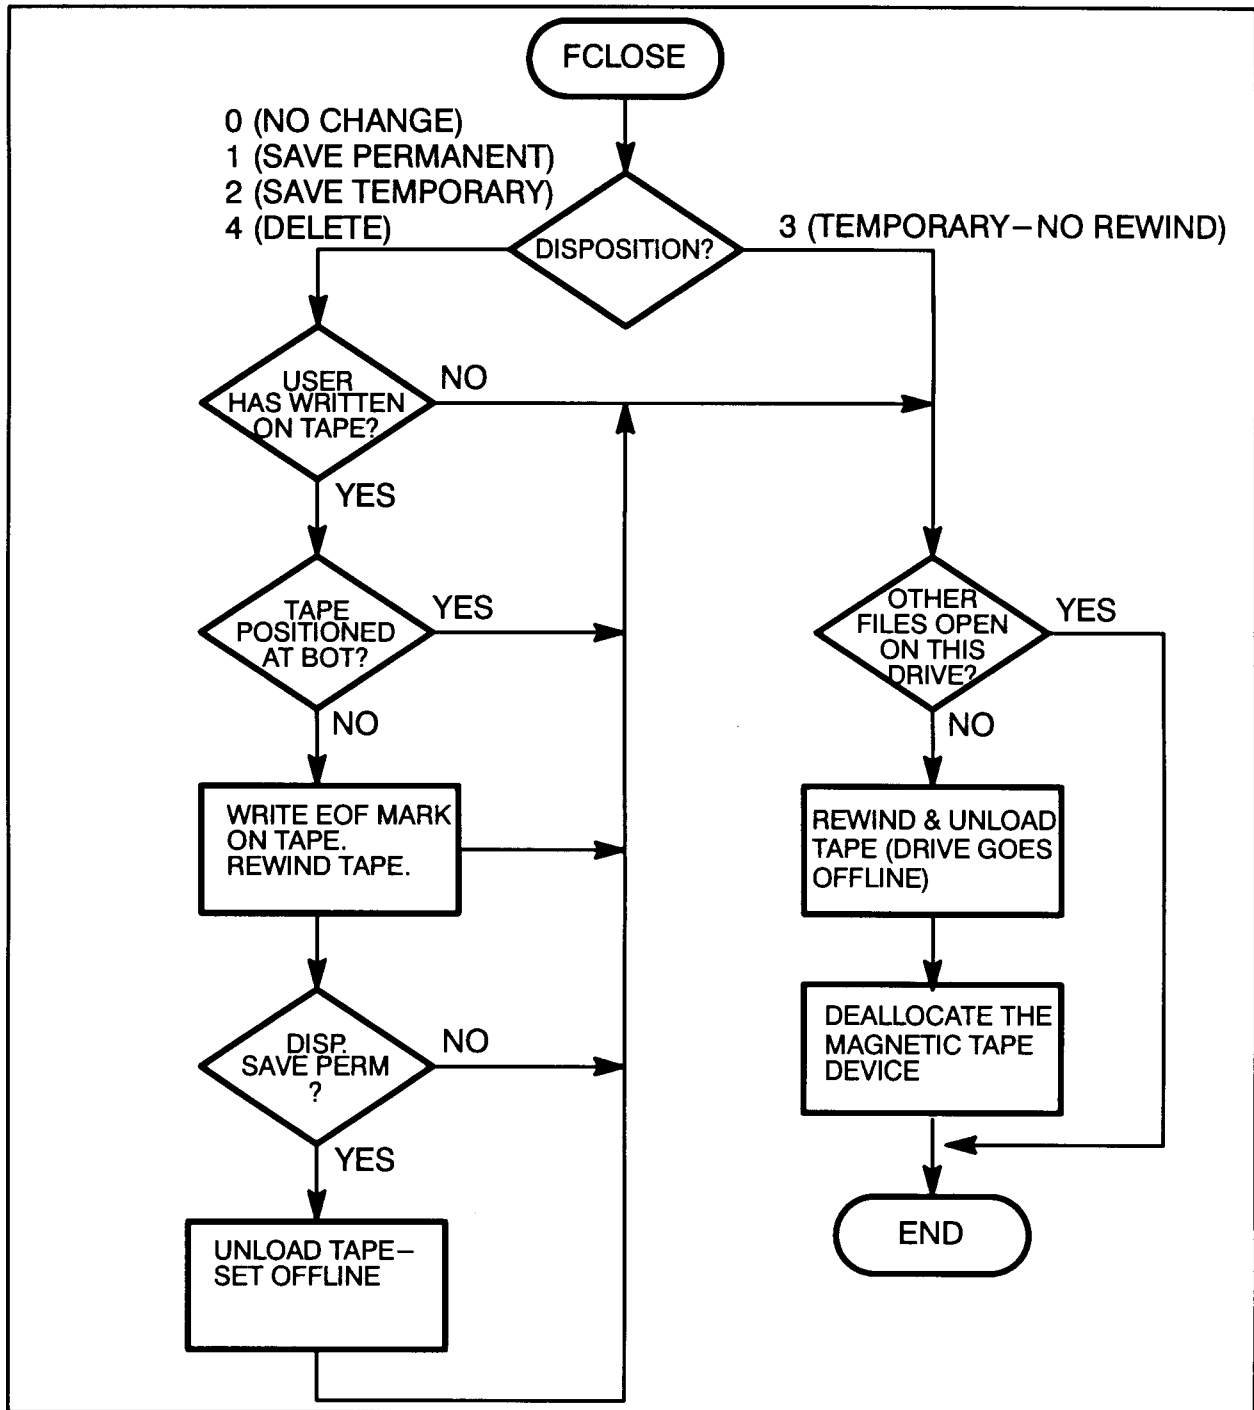 FCLOSE
0 (NO CHANGE)
1 (SAVE PERMANENT)
2 (SAVE TEMPORARY)
4 (DELETE)
DISPOSITION?
3 (TEMPORARY–NO REWIND)
USER
HAS WRITTEN
ON TAPE?
NO
YES
TAPE
POSITIONED
AT BOT?
YES
NO
OTHER
FILES OPEN
ON THIS
DRIVE?
YES
NO
WRITE EOF MARK
ON TAPE.
REWIND TAPE.
REWIND & UNLOAD
TAPE (DRIVE GOES
OFFLINE)
DISP.
SAVE PERM
?
NO
YES
DEALLOCATE THE
MAGNETIC TAPE
DEVICE
UNLOAD TAPE–
SET OFFLINE
END